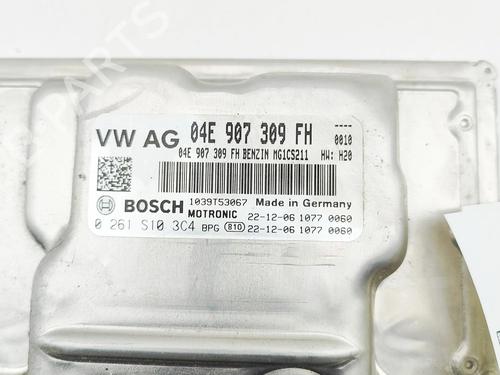 VW AG 04E 907 309 FH ----
0010
04E 907 309 FH BENZIN MG1CS211 HW: H20
BOSCH 1039T53067 Made in Germany
MOTRONIC 22-12-06 1077 0060
0 261 S10 3C4 BPG 810 22-12-06 1077 0060